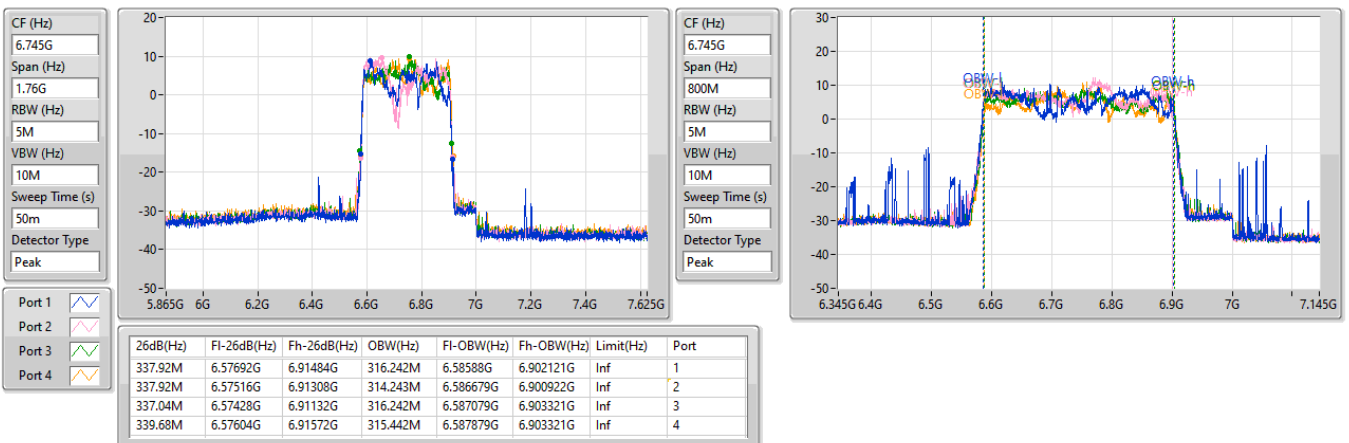 CF (Hz)
6.745G
Span (Hz)
1.76G
RBW (Hz)
5M
VBW (Hz)
10M
Sweep Time (s)
50m
Detector Type
Peak
20
10
0
-10
-20
-30
-40
-50
5.865G 6G 6.2G 6.4G 6.6G 6.8G 7G 7.2G 7.4G 7.625G
CF (Hz)
6.745G
Span (Hz)
800M
RBW (Hz)
5M
VBW (Hz)
10M
Sweep Time (s)
50m
Detector Type
Peak
30
20
10
0
-10
-20
-30
-40
-50
OBW-l
OBW-h
6.345G 6.4G 6.5G 6.6G 6.7G 6.8G 6.9G 7G 7.145G
Port 1
Port 2
Port 3
Port 4
26dB(Hz) Fl-26dB(Hz) Fh-26dB(Hz) OBW(Hz) Fl-OBW(Hz) Fh-OBW(Hz) Limit(Hz) Port
337.92M 6.57692G 6.91484G 316.242M 6.58588G 6.902121G Inf 1
337.92M 6.57516G 6.91308G 314.243M 6.586679G 6.900922G Inf 2
337.04M 6.57428G 6.91132G 316.242M 6.587079G 6.903321G Inf 3
339.68M 6.57604G 6.91572G 315.442M 6.587879G 6.903321G Inf 4